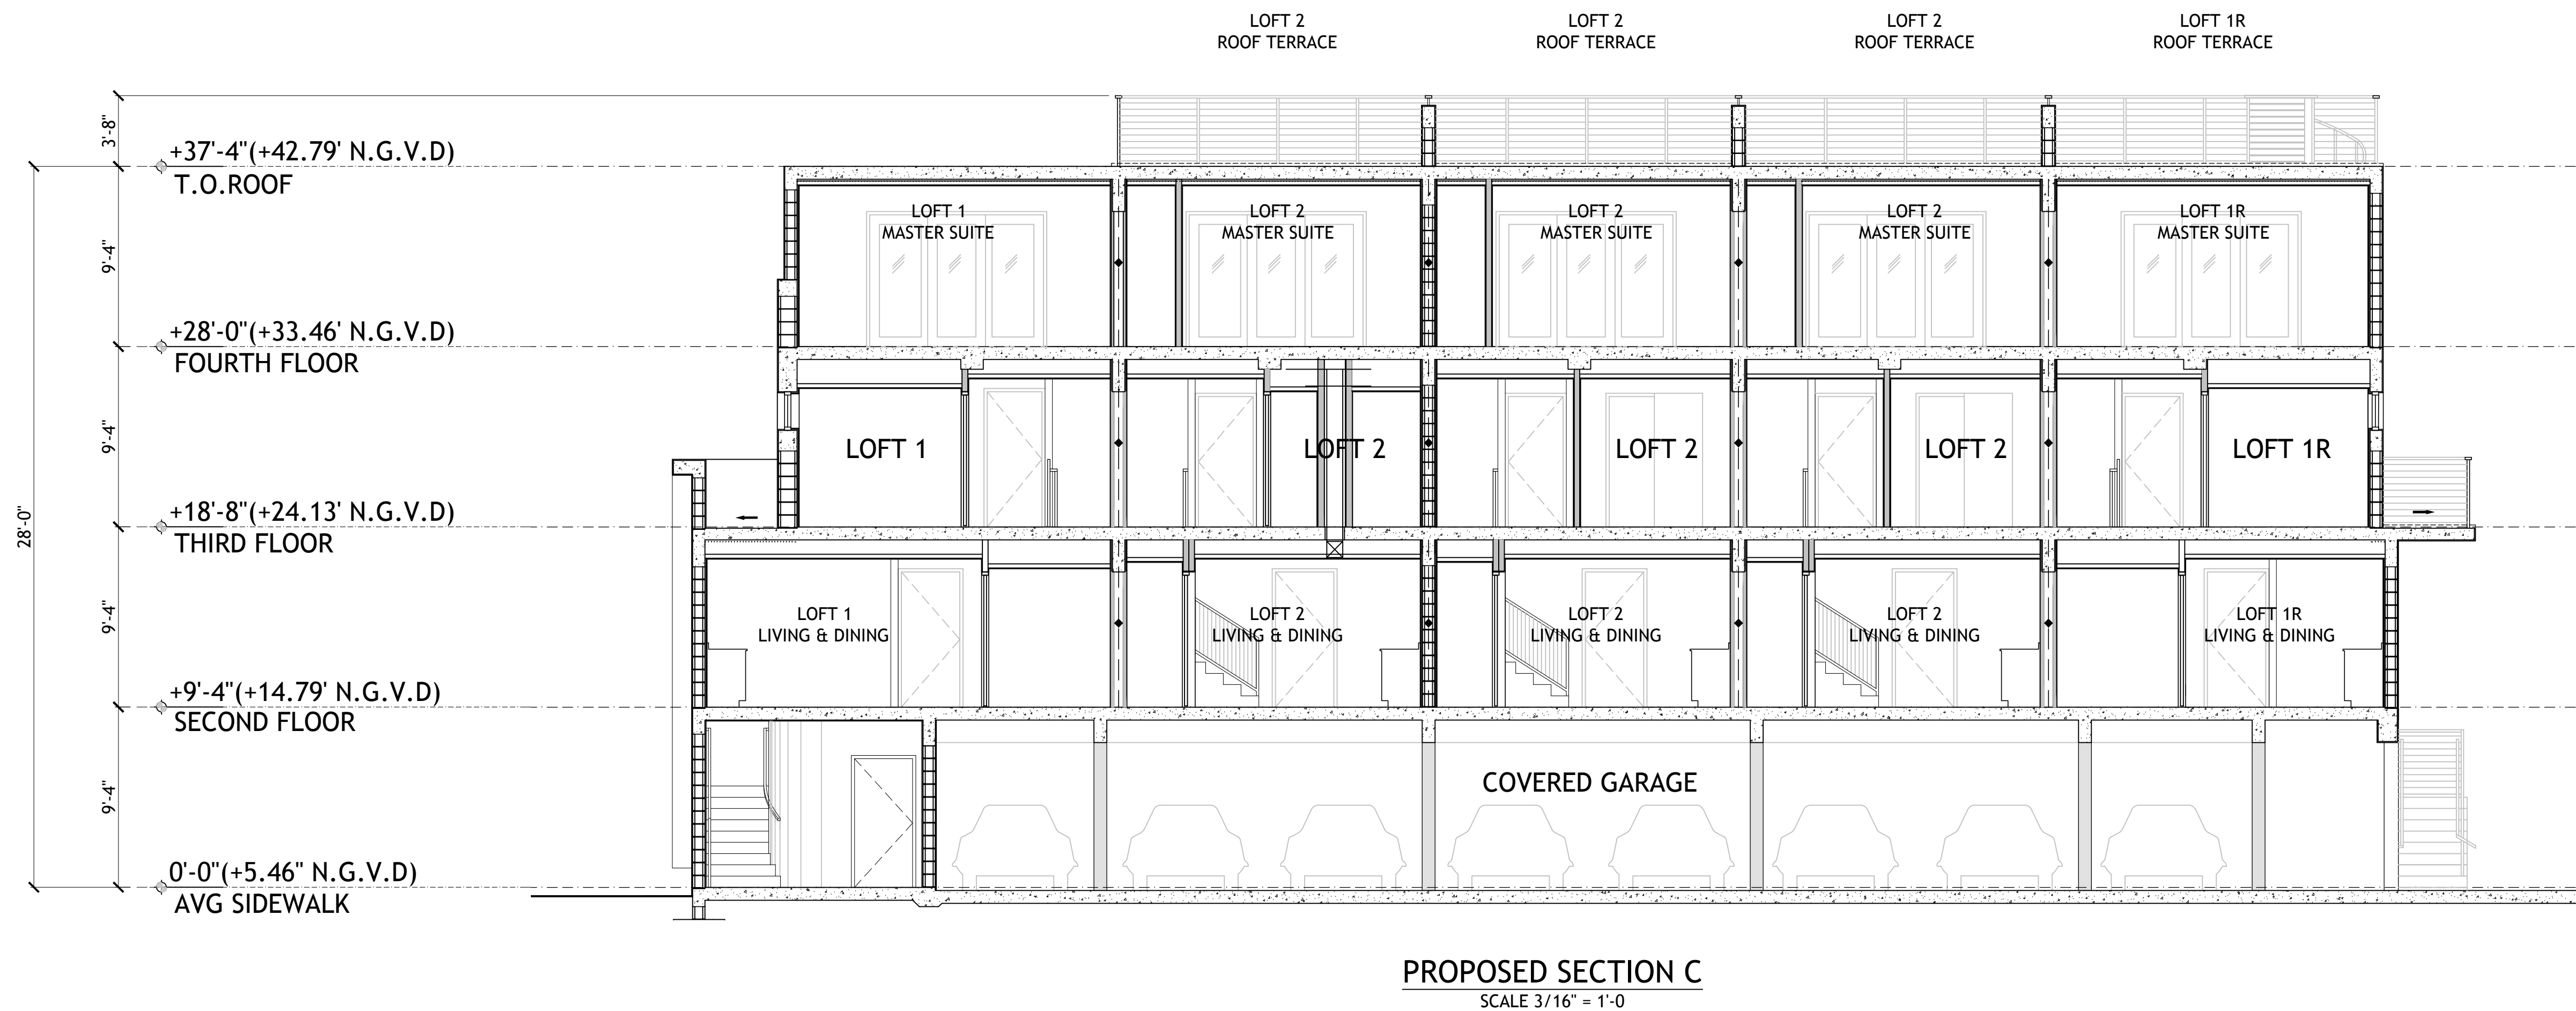 LOFT 2
ROOF TERRACE
LOFT 2
ROOF TERRACE
LOFT 2
ROOF TERRACE
LOFT 1R
ROOF TERRACE
3'-8"
+37'-4"(+42.79' N.G.V.D)
T.O.ROOF
9'-4"
LOFT 1
MASTER SUITE
LOFT 2
MASTER SUITE
LOFT 2
MASTER SUITE
LOFT 2
MASTER SUITE
LOFT 1R
MASTER SUITE
+28'-0"(+33.46' N.G.V.D)
FOURTH FLOOR
9'-4"
LOFT 1
LOFT 2
LOFT 2
LOFT 2
LOFT 1R
28'-0"
+18'-8"(+24.13' N.G.V.D)
THIRD FLOOR
9'-4"
LOFT 1
LIVING & DINING
LOFT 2
LIVING & DINING
LOFT 2
LIVING & DINING
LOFT 2
LIVING & DINING
LOFT 1R
LIVING & DINING
+9'-4"(+14.79' N.G.V.D)
SECOND FLOOR
9'-4"
COVERED GARAGE
0'-0"(+5.46" N.G.V.D)
AVG SIDEWALK
PROPOSED SECTION C
SCALE 3/16" = 1'-0